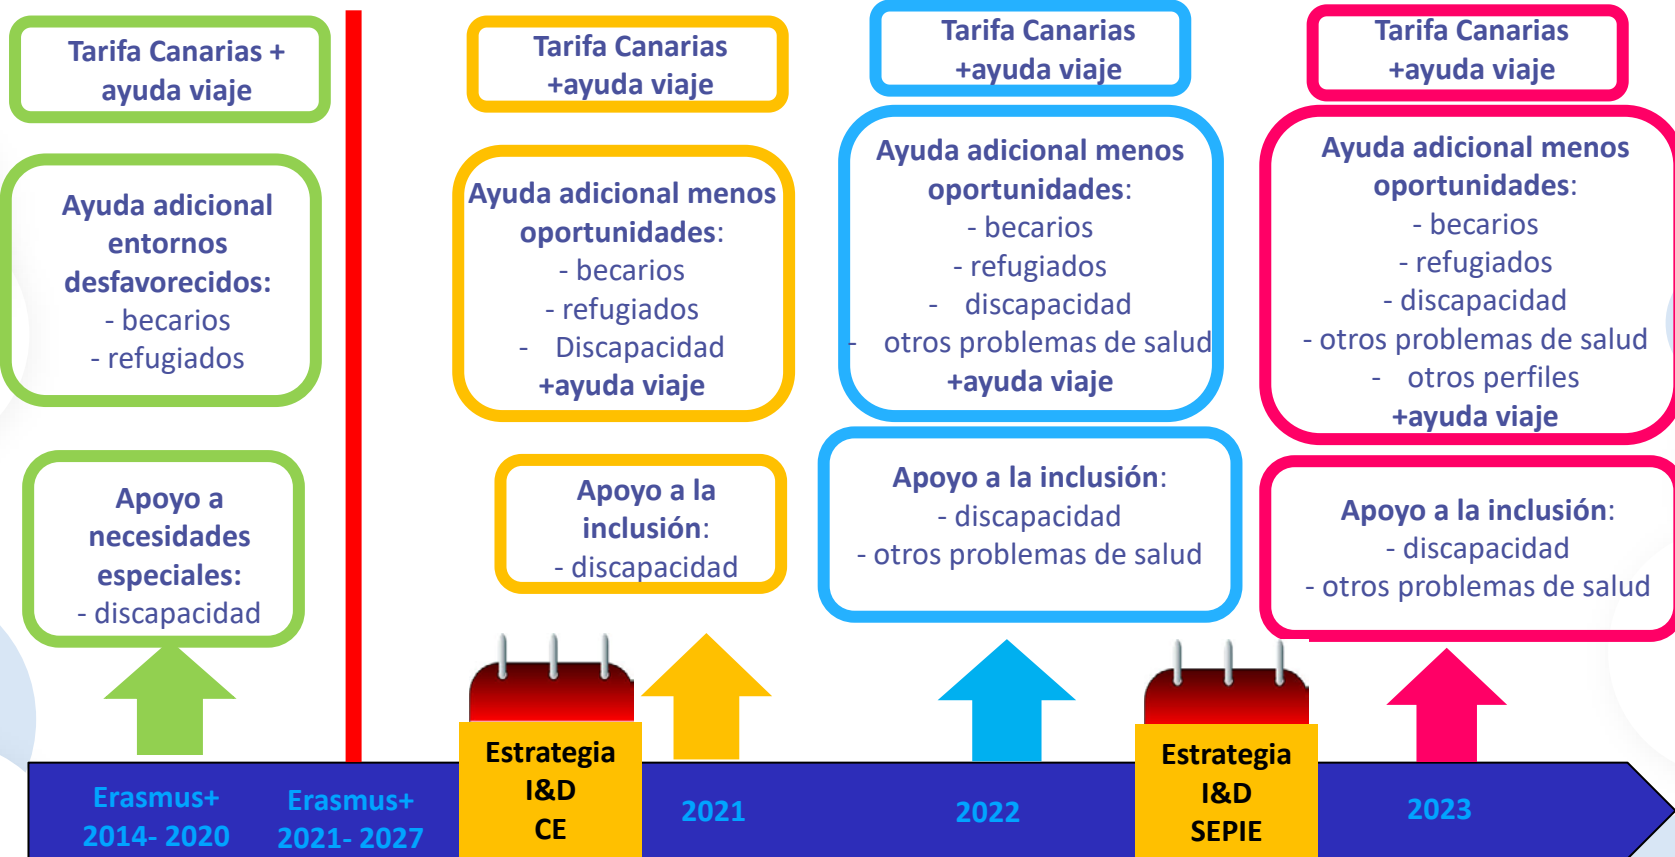 Tarifa Canarias +
ayuda viaje
Ayuda adicional
entornos
desfavorecidos:
- becarios
- refugiados
Apoyo a
necesidades
especiales:
- discapacidad
Tarifa Canarias
+ayuda viaje
Ayuda adicional menos
oportunidades:
- becarios
- refugiados
- Discapacidad
+ayuda viaje
Apoyo a la
inclusión:
- discapacidad
Tarifa Canarias
+ayuda viaje
Ayuda adicional menos
oportunidades:
- becarios
- refugiados
- discapacidad
- otros problemas de salud
+ayuda viaje
Apoyo a la inclusión:
- discapacidad
- otros problemas de salud
Tarifa Canarias
+ayuda viaje
Ayuda adicional menos
oportunidades:
- becarios
- refugiados
- discapacidad
- otros problemas de salud
- otros perfiles
+ayuda viaje
Apoyo a la inclusión:
- discapacidad
- otros problemas de salud
Erasmus+
2014- 2020
Erasmus+
2021- 2027
Estrategia
I&D
CE
2021
2022
Estrategia
I&D
SEPIE
2023